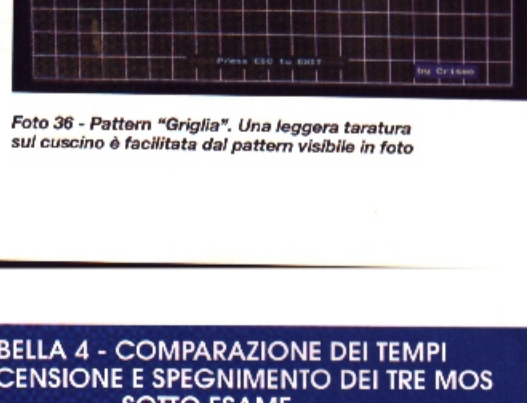 Press ESC to EXIT
by Crisao
Foto 36 - Pattern “Griglia”. Una leggera taratura
sul cuscino è facilitata dal pattern visibile in foto
BELLA 4 - COMPARAZIONE DEI TEMPI
CENSIONE E SPEGNIMENTO DEI TRE MOS
SOTTO ESAME